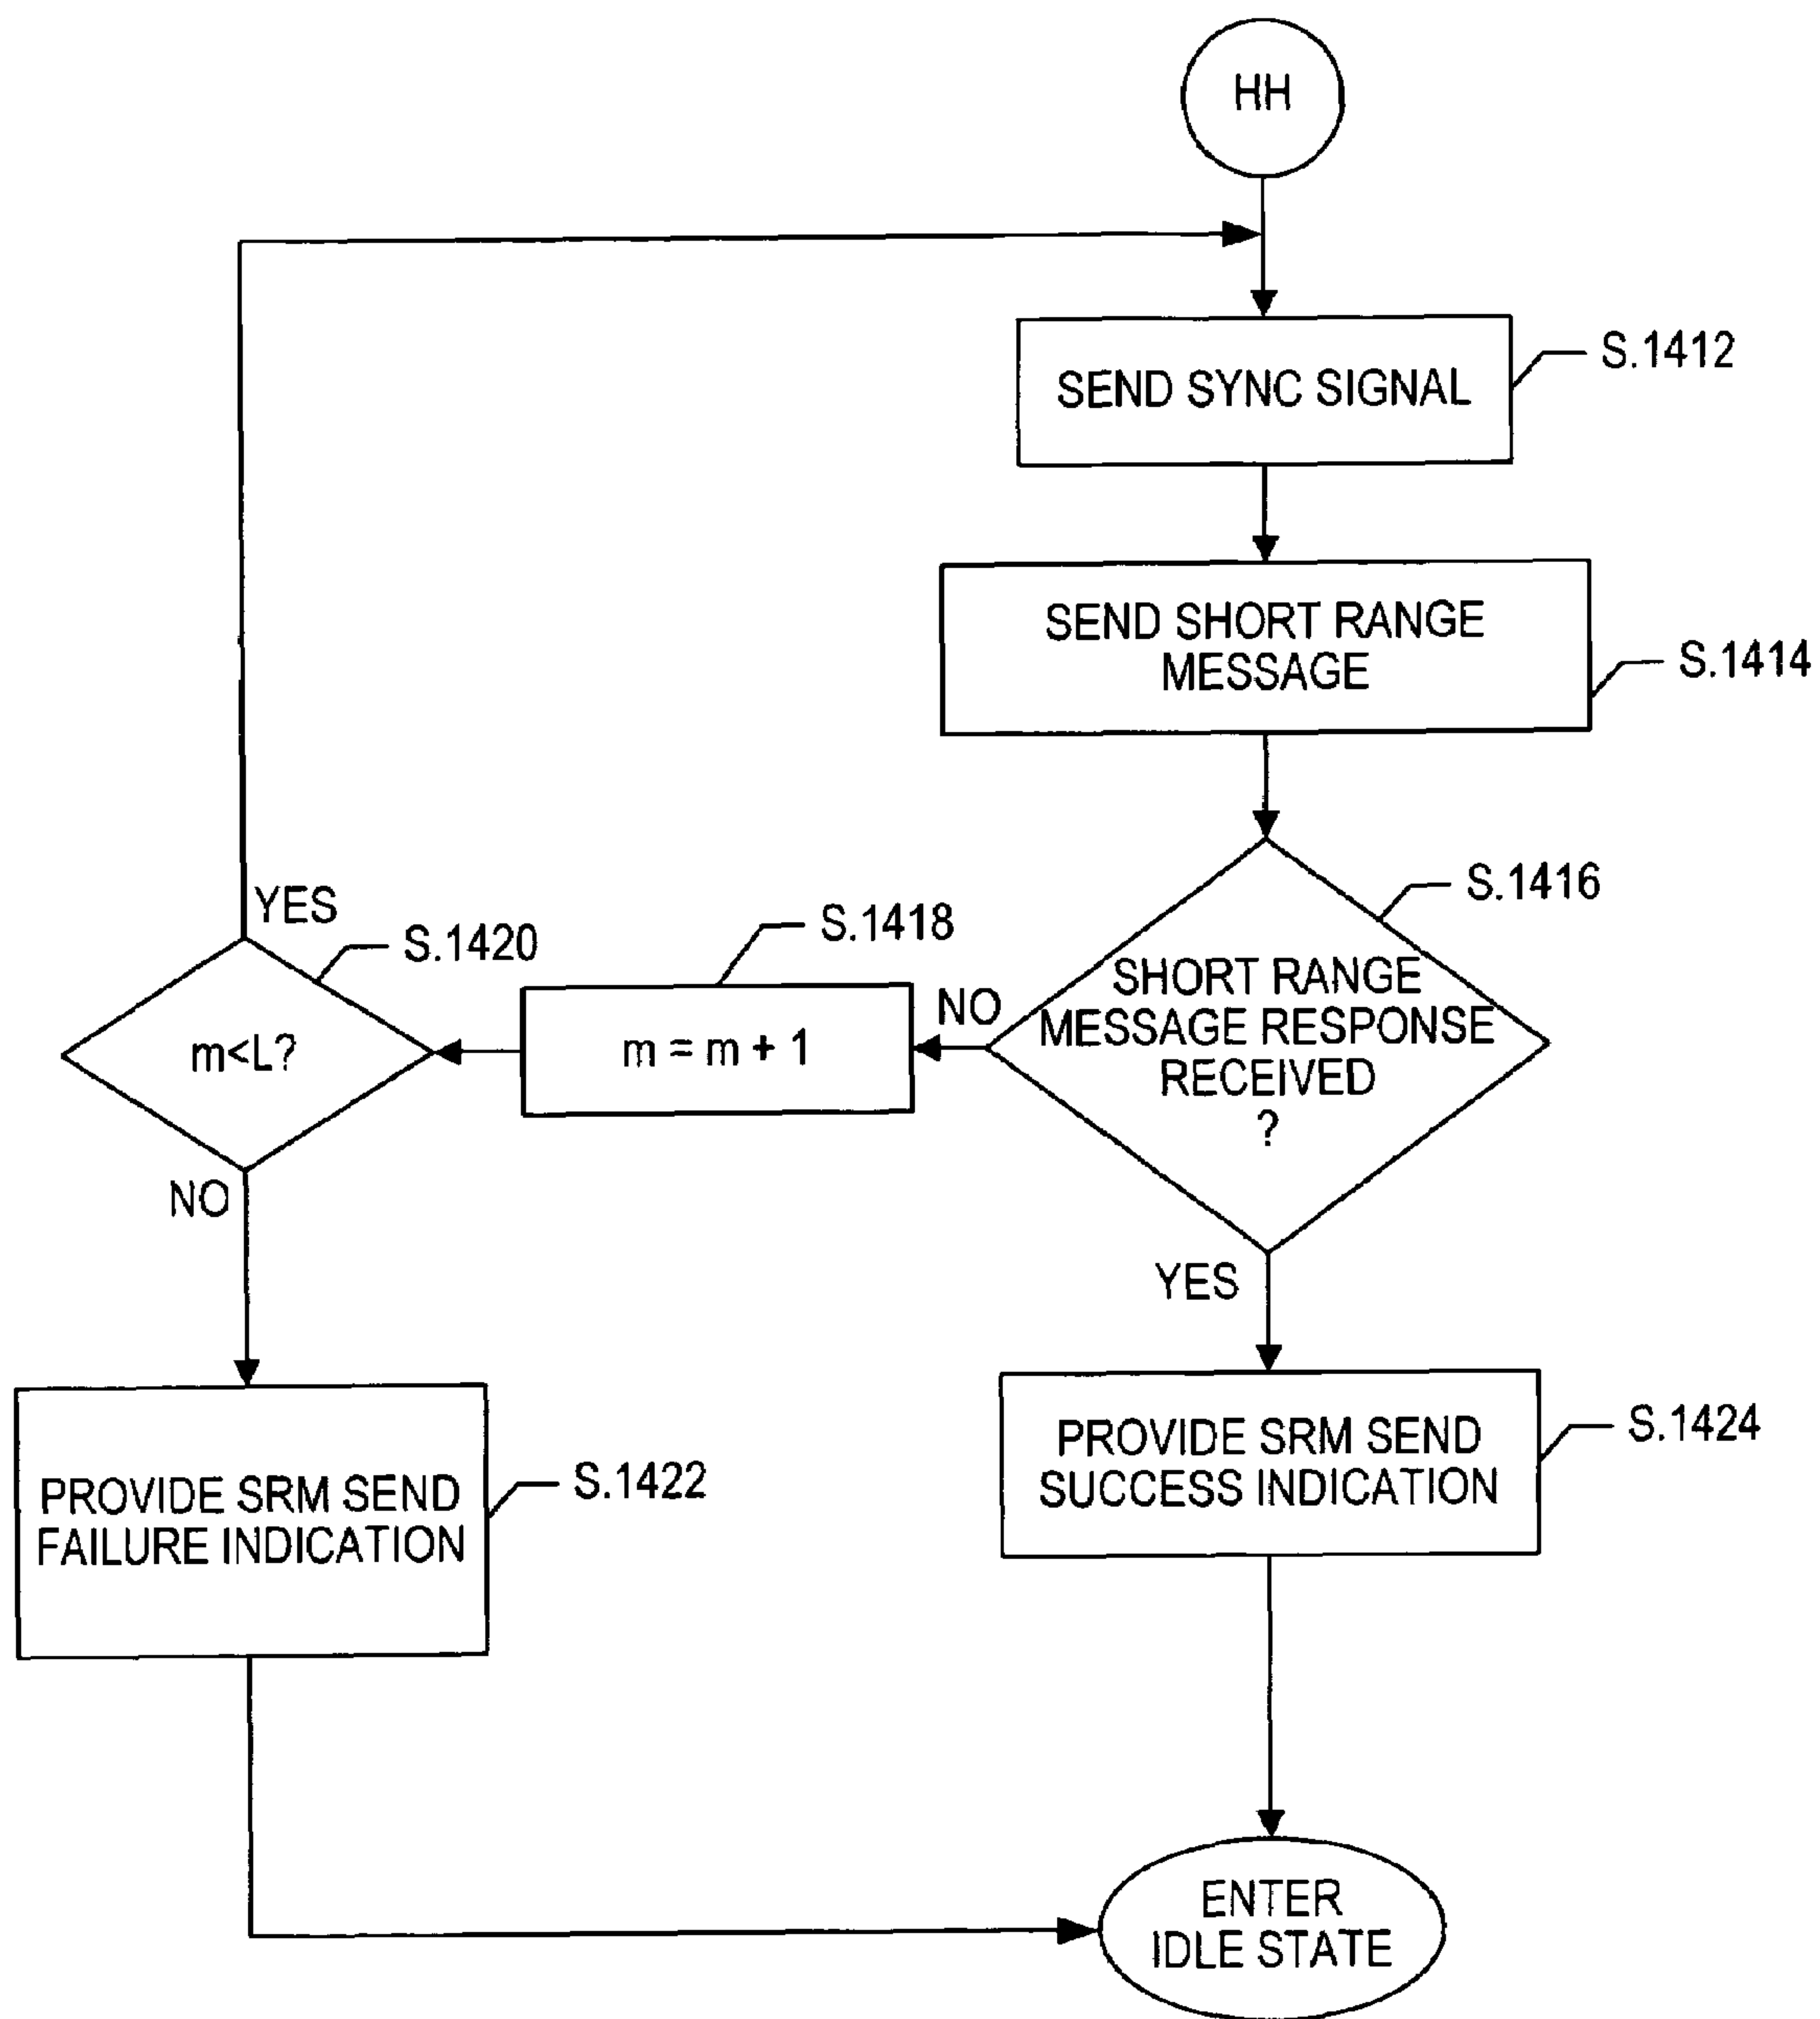 HH
SEND SYNC SIGNAL
S.1412
SEND SHORT RANGE
MESSAGE
S.1414
SHORT RANGE
MESSAGE RESPONSE
RECEIVED
?
S.1416
NO
YES
m = m + 1
S.1418
m<L?
S.1420
YES
NO
PROVIDE SRM SEND
FAILURE INDICATION
S.1422
PROVIDE SRM SEND
SUCCESS INDICATION
S.1424
ENTER
IDLE STATE